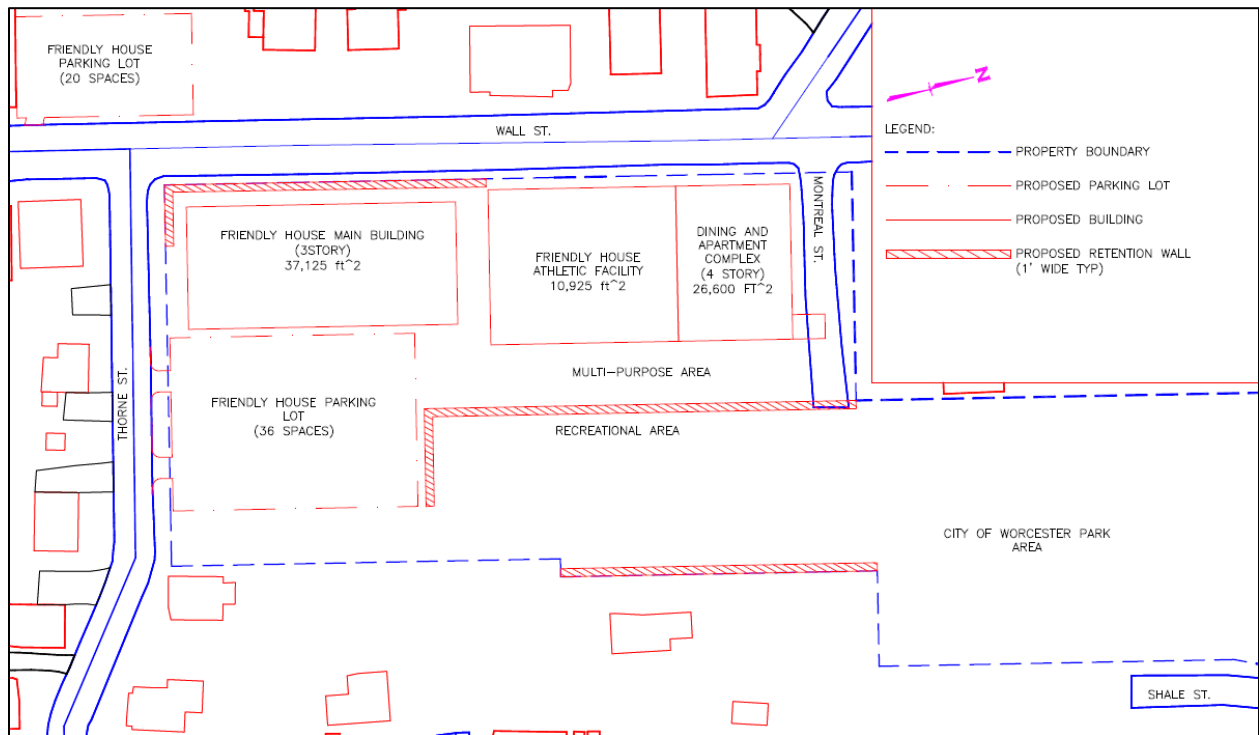 FRIENDLY HOUSE
PARKING LOT
(20 SPACES)
WALL ST.
N
LEGEND:
PROPERTY BOUNDARY
PROPOSED PARKING LOT
PROPOSED BUILDING
PROPOSED RETENTION WALL
(1' WIDE TYP)
MONTREAL ST.
FRIENDLY HOUSE MAIN BUILDING
(3STORY)
37,125 ft^2
FRIENDLY HOUSE
ATHLETIC FACILITY
10,925 ft^2
DINING AND
APARTMENT
COMPLEX
(4 STORY)
26,600 FT^2
THORNE ST.
MULTI-PURPOSE AREA
FRIENDLY HOUSE PARKING
LOT
(36 SPACES)
RECREATIONAL AREA
CITY OF WORCESTER PARK
AREA
SHALE ST.